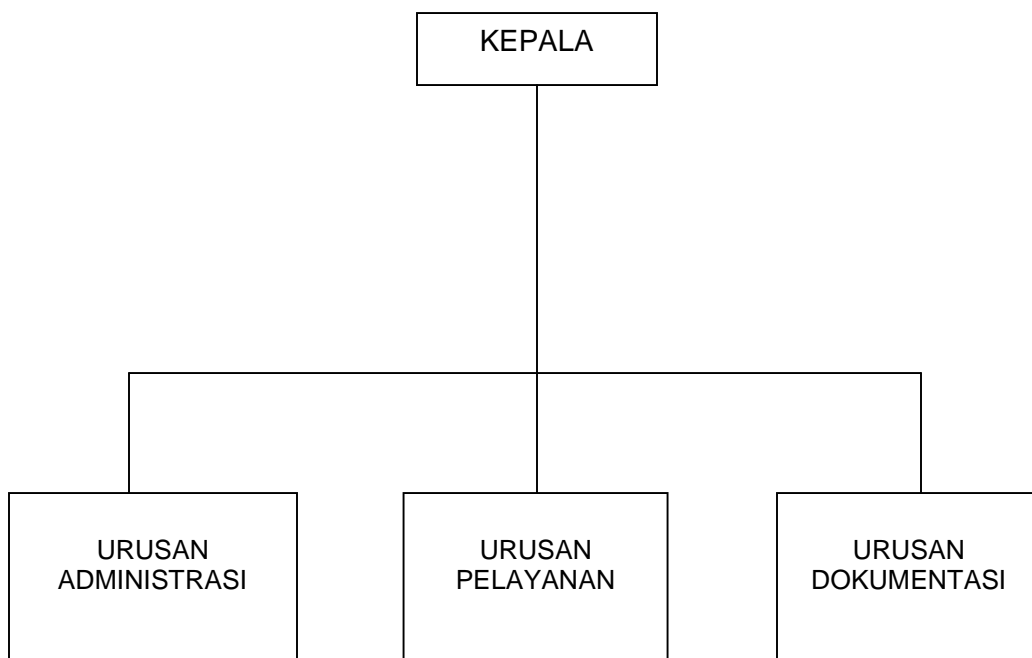 KEPALA
URUSAN
ADMINISTRASI
URUSAN
PELAYANAN
URUSAN
DOKUMENTASI